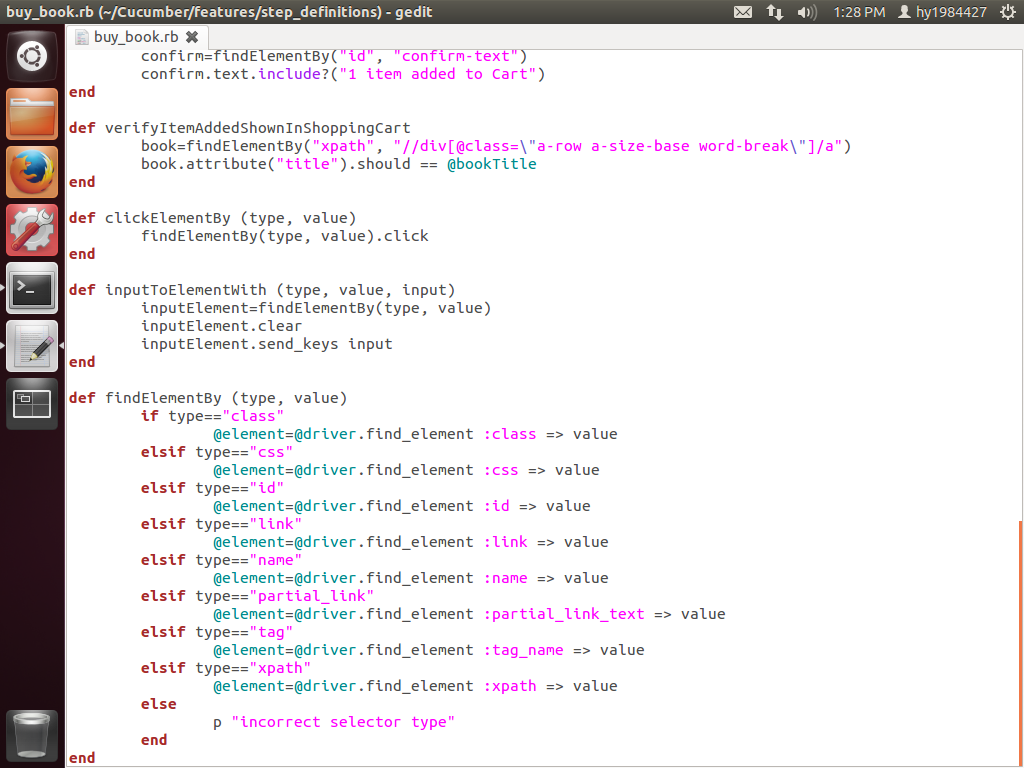 buy_book.rb (~/Cucumber/features/step_definitions) - gedit 1:28 PM hy1984427
buy_book.rb
confirm=findElementBy("id", "confirm-text")
confirm.text.include?("1 item added to Cart")
end
def verifyItemAddedShownInShoppingCart
book=findElementBy("xpath", "//div[@class=\"a-row a-size-base word-break\"]/a")
book.attribute("title").should == @bookTitle
end
def clickElementBy (type, value)
findElementBy(type, value).click
end
def inputToElementWith (type, value, input)
inputElement=findElementBy(type, value)
inputElement.clear
inputElement.send_keys input
end
def findElementBy (type, value)
if type=="class"
@element=@driver.find_element :class => value
elsif type=="css"
@element=@driver.find_element :css => value
elsif type=="id"
@element=@driver.find_element :id => value
elsif type=="link"
@element=@driver.find_element :link => value
elsif type=="name"
@element=@driver.find_element :name => value
elsif type=="partial_link"
@element=@driver.find_element :partial_link_text => value
elsif type=="tag"
@element=@driver.find_element :tag_name => value
elsif type=="xpath"
@element=@driver.find_element :xpath => value
else
p "incorrect selector type"
end
end